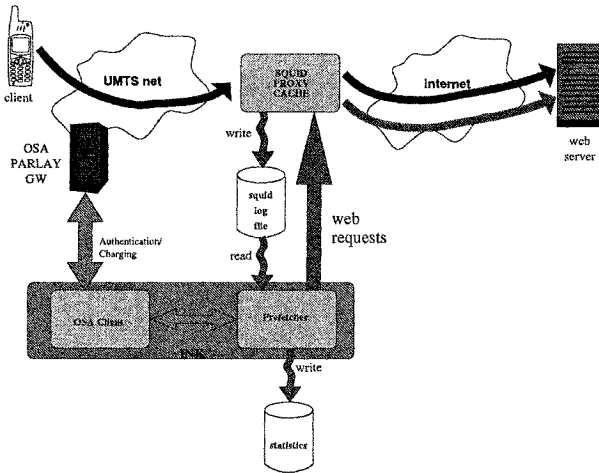 client
UMTS net
SQUID
PROXY
CACHE
Internet
web
server
OSA
PARLAY
GW
write
squid
log
file
web
requests
Authentication/
Charging
read
OSA Client
Prefetcher
INK
write
statistics